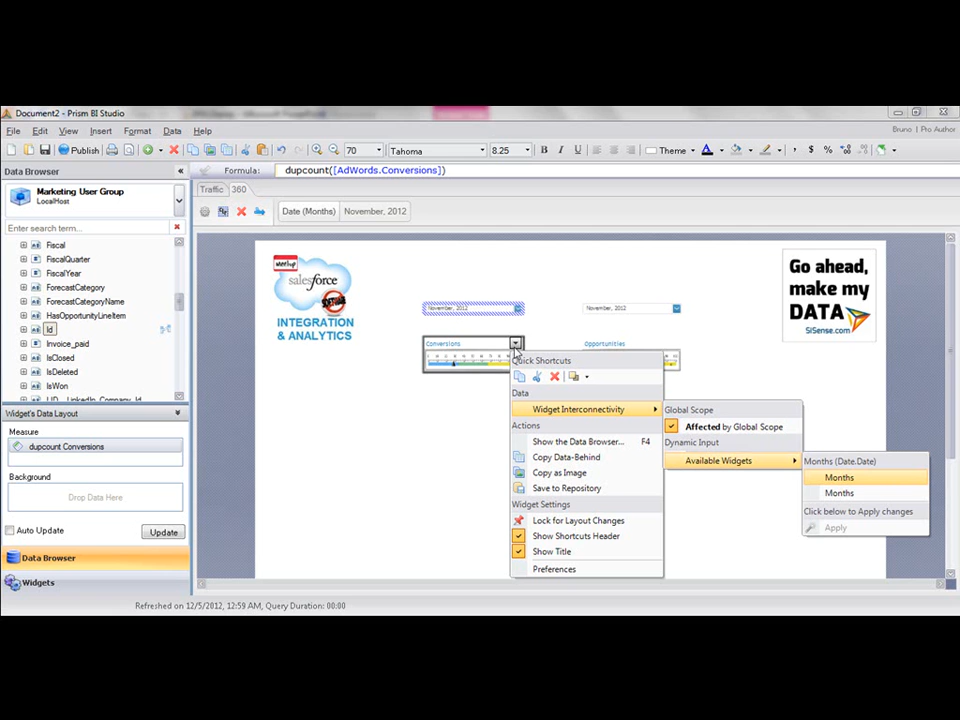 Document2 - Prism BI Studio
File Edit View Insert Format Data Help
Bruno | Pro Author
Publish 70 Tahoma 8.25 B I U Theme A $ %
Data Browser
Formula: dupcount([AdWords.Conversions])
Marketing User Group
LocalHost
Traffic 360
Enter search term...
Date (Months) November, 2012
Fiscal
FiscalQuarter
FiscalYear
ForecastCategory
ForecastCategoryName
HasOpportunityLineItem
Id
Invoice_paid
IsClosed
IsDeleted
IsWon
meetup
salesforce
SOFTWARE
INTEGRATION
& ANALYTICS
November, 2012
November, 2012
Go ahead,
make my
DATA
SiSense.com
Conversions
Opportunities
Quick Shortcuts
Data
Widget Interconnectivity
Actions
Show the Data Browser... F4
Copy Data-Behind
Copy as Image
Save to Repository
Widget Settings
Lock for Layout Changes
Show Shortcuts Header
Show Title
Preferences
Global Scope
Affected by Global Scope
Dynamic Input
Available Widgets
Months (Date.Date)
Months
Months
Click below to Apply changes
Apply
Widget's Data Layout
Measure
dupcount Conversions
Background
Drop Data Here
Auto Update Update
Data Browser
Widgets
Refreshed on 12/5/2012, 12:59 AM, Query Duration: 00:00